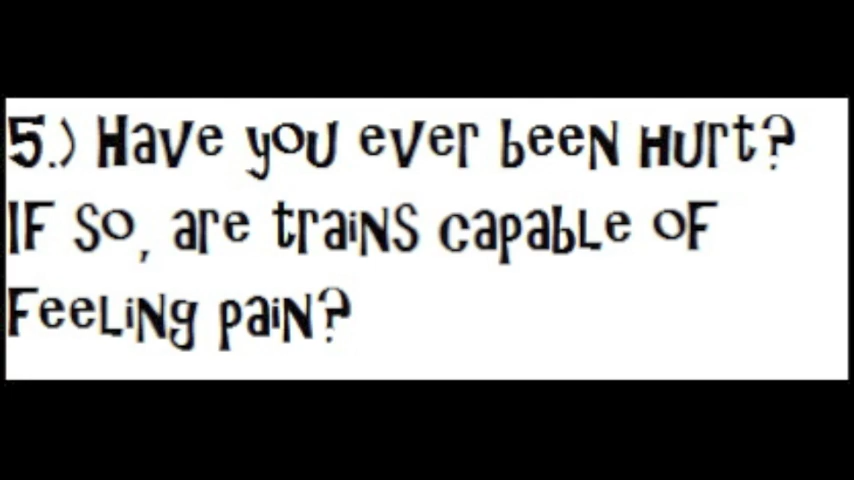 5.) Have you ever been hurt?
If so, are trains capable of
feeling pain?